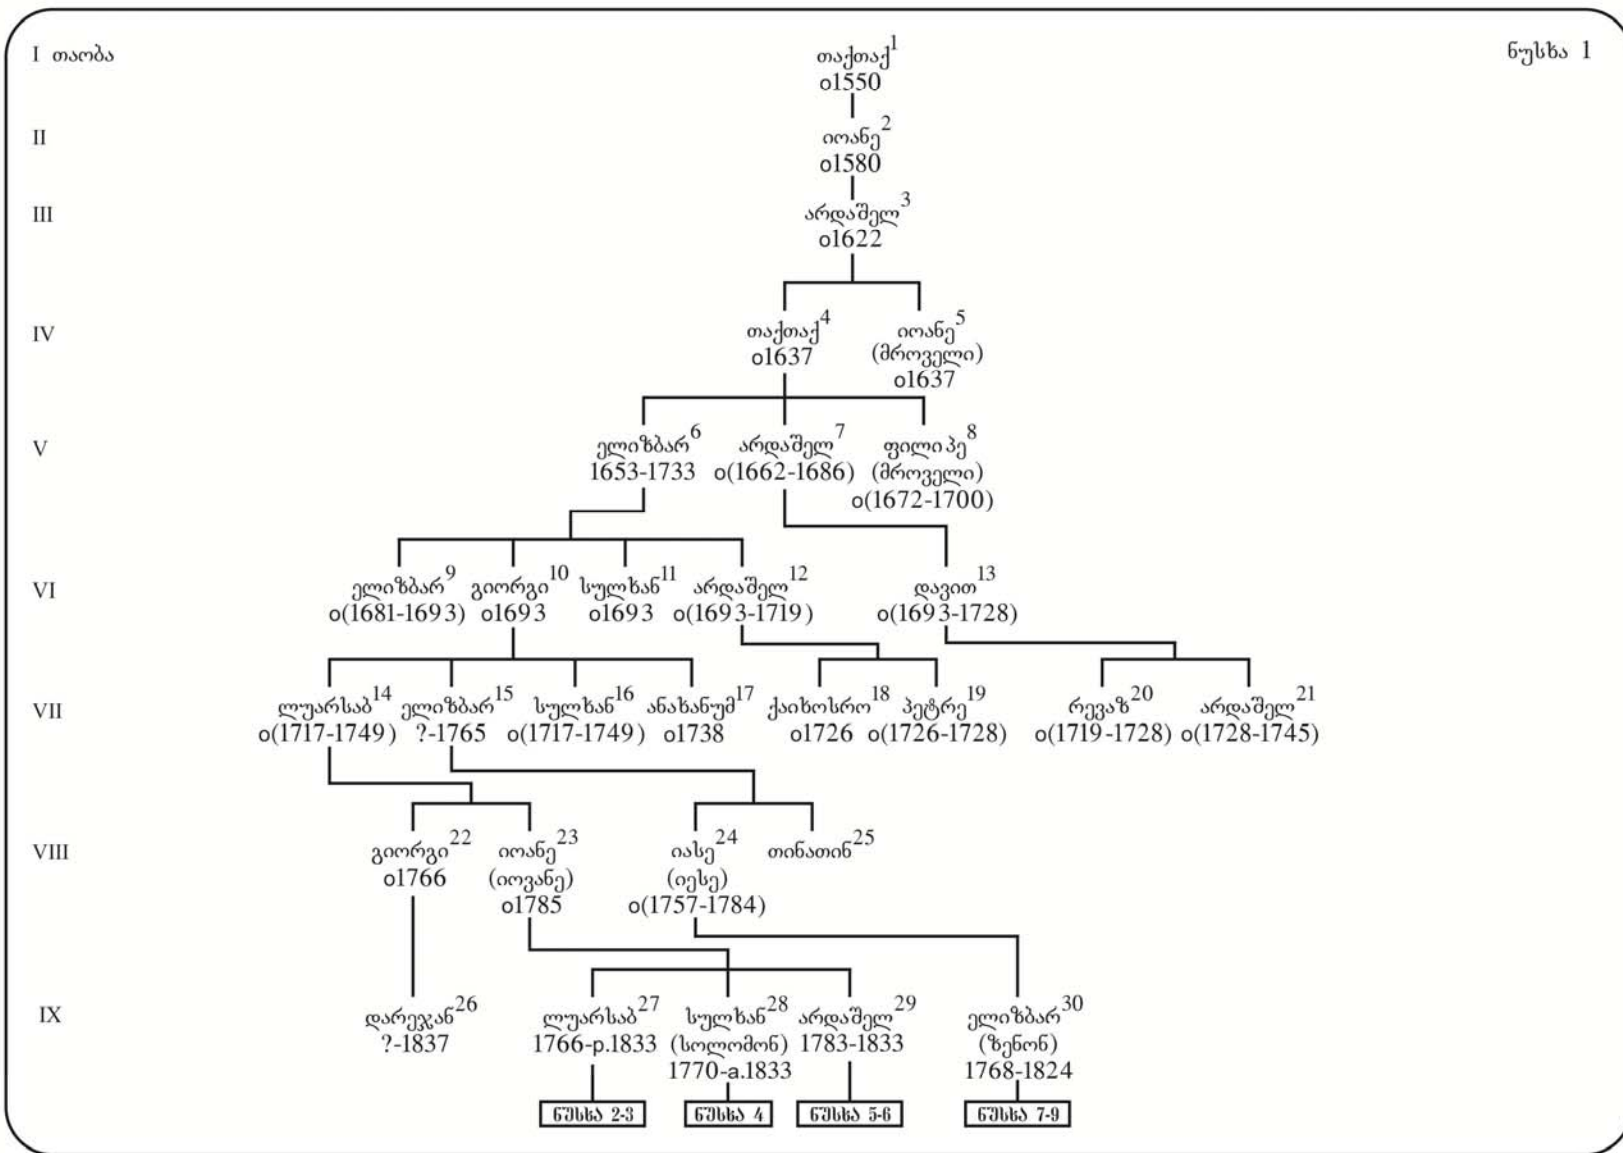 I თაობა
თაქთაქ1
ნუსხა 1
o1550
II
იოანე2
o1580
III
არდაშელ3
o1622
IV
თაქთაქ4 იოანე5
o1637 (მროველი)
o1637
V
ელიზბარ6 არდაშელ7 ფილიპე8
1653-1733 o(1662-1686) (მროველი)
o(1672-1700)
VI
ელიზბარ9 გიორგი10 სულხან11 არდაშელ12 დავით13
o(1681-1693) o1693 o1693 o(1693-1719) o(1693-1728)
VII
ლუარსაბ14 ელიზბარ15 სულხან16 ანახანუმ17 ქაიხოსრო18 პეტრე19 რევაზ20 არდაშელ21
o(1717-1749) ?-1765 o(1717-1749) o1738 o1726 o(1726-1728) o(1719-1728) o(1728-1745)
VIII
გიორგი22 იოანე23 იასე24 თინათინ25
o1766 (იოვანე) (იესე)
o1785 o(1757-1784)
IX
დარეჯან26 ლუარსაბ27 სულხან28 არდაშელ29 ელიზბარ30
?-1837 1766-p.1833 (სოლომონ) 1783-1833 (ზენონ)
1770-a.1833 1768-1824
ნუსხა 2-3 ნუსხა 4 ნუსხა 5-6 ნუსხა 7-9